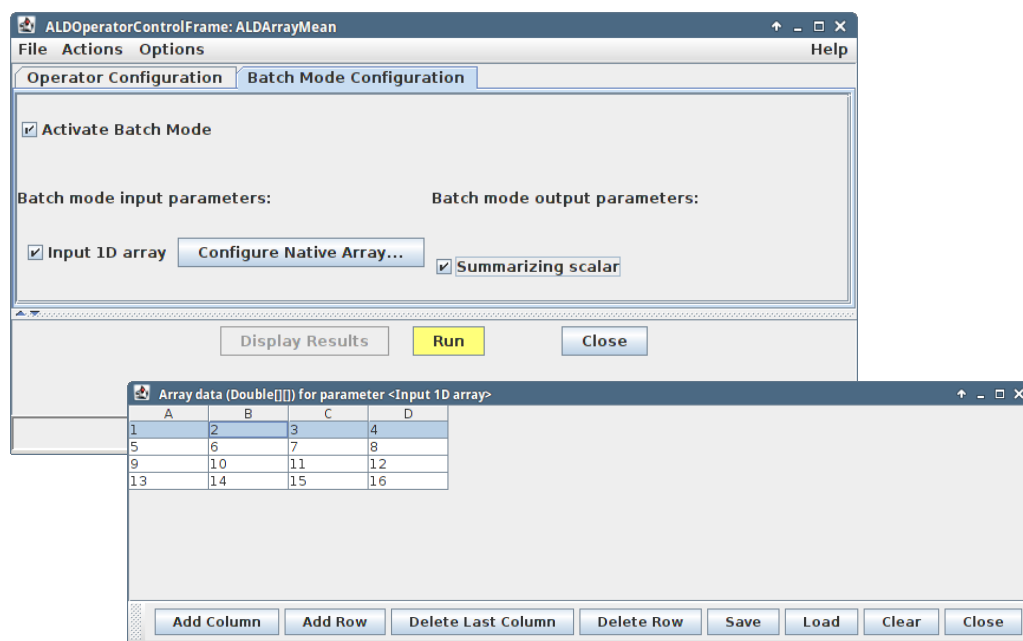 ALDOperatorControlFrame: ALDArrayMean
File Actions Options Help
Operator Configuration Batch Mode Configuration
Activate Batch Mode
Batch mode input parameters: Batch mode output parameters:
Input 1D array Configure Native Array... Summarizing scalar
Display Results Run Close
Array data (Double[][]) for parameter <Input 1D array>
A B C D
1 2 3 4
5 6 7 8
9 10 11 12
13 14 15 16
Add Column Add Row Delete Last Column Delete Row Save Load Clear Close